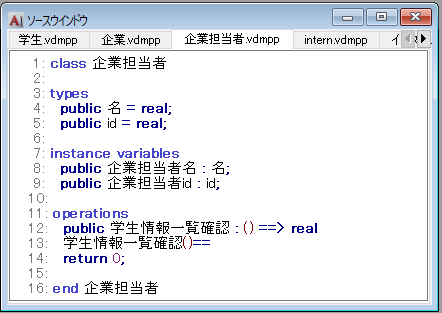 ソースウィンドウ
学生.vdmpp 企業.vdmpp 企業担当者.vdmpp intern.vdmpp
1: class 企業担当者
2:
3: types
4: public 名 = real;
5: public id = real;
6:
7: instance variables
8: public 企業担当者名 : 名;
9: public 企業担当者id : id;
10:
11: operations
12: public 学生情報一覧確認 : () ==> real
13: 学生情報一覧確認()==
14: return 0;
15:
16: end 企業担当者